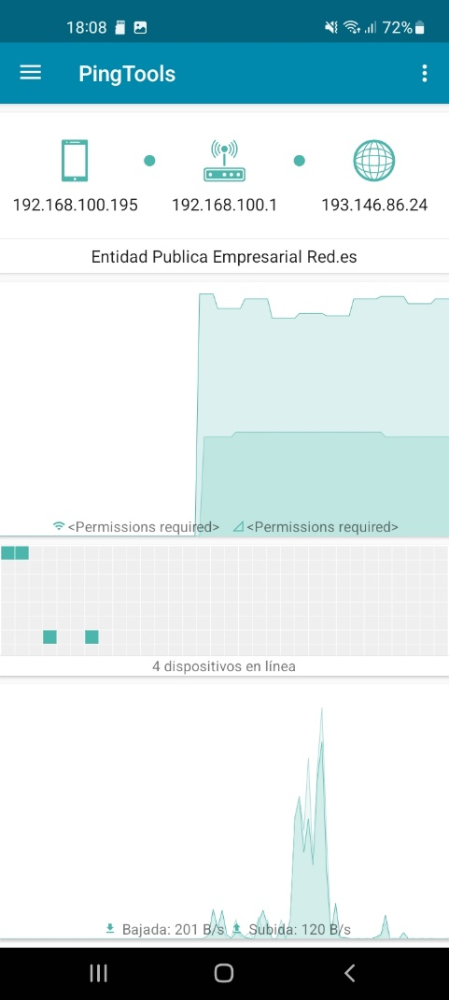 18:08 72%
PingTools
192.168.100.195 192.168.100.1 193.146.86.24
Entidad Publica Empresarial Red.es
<Permissions required> <Permissions required>
4 dispositivos en línea
Bajada: 201 B/s Subida: 120 B/s